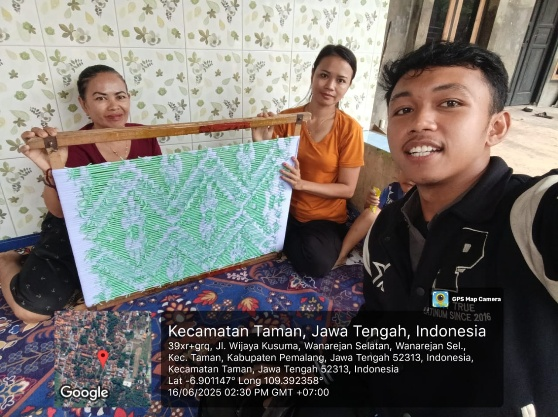 P
TRUE
PLATINUM SINCE 2016
GPS Map Camera
Kecamatan Taman, Jawa Tengah, Indonesia
39xr+grq, Jl. Wijaya Kusuma, Wanarejan Selatan, Wanarejan Sel.,
Kec. Taman, Kabupaten Pemalang, Jawa Tengah 52313, Indonesia,
Kecamatan Taman, Jawa Tengah 52313, Indonesia
Lat -6.901147° Long 109.392358°
16/06/2025 02:30 PM GMT +07:00
Google